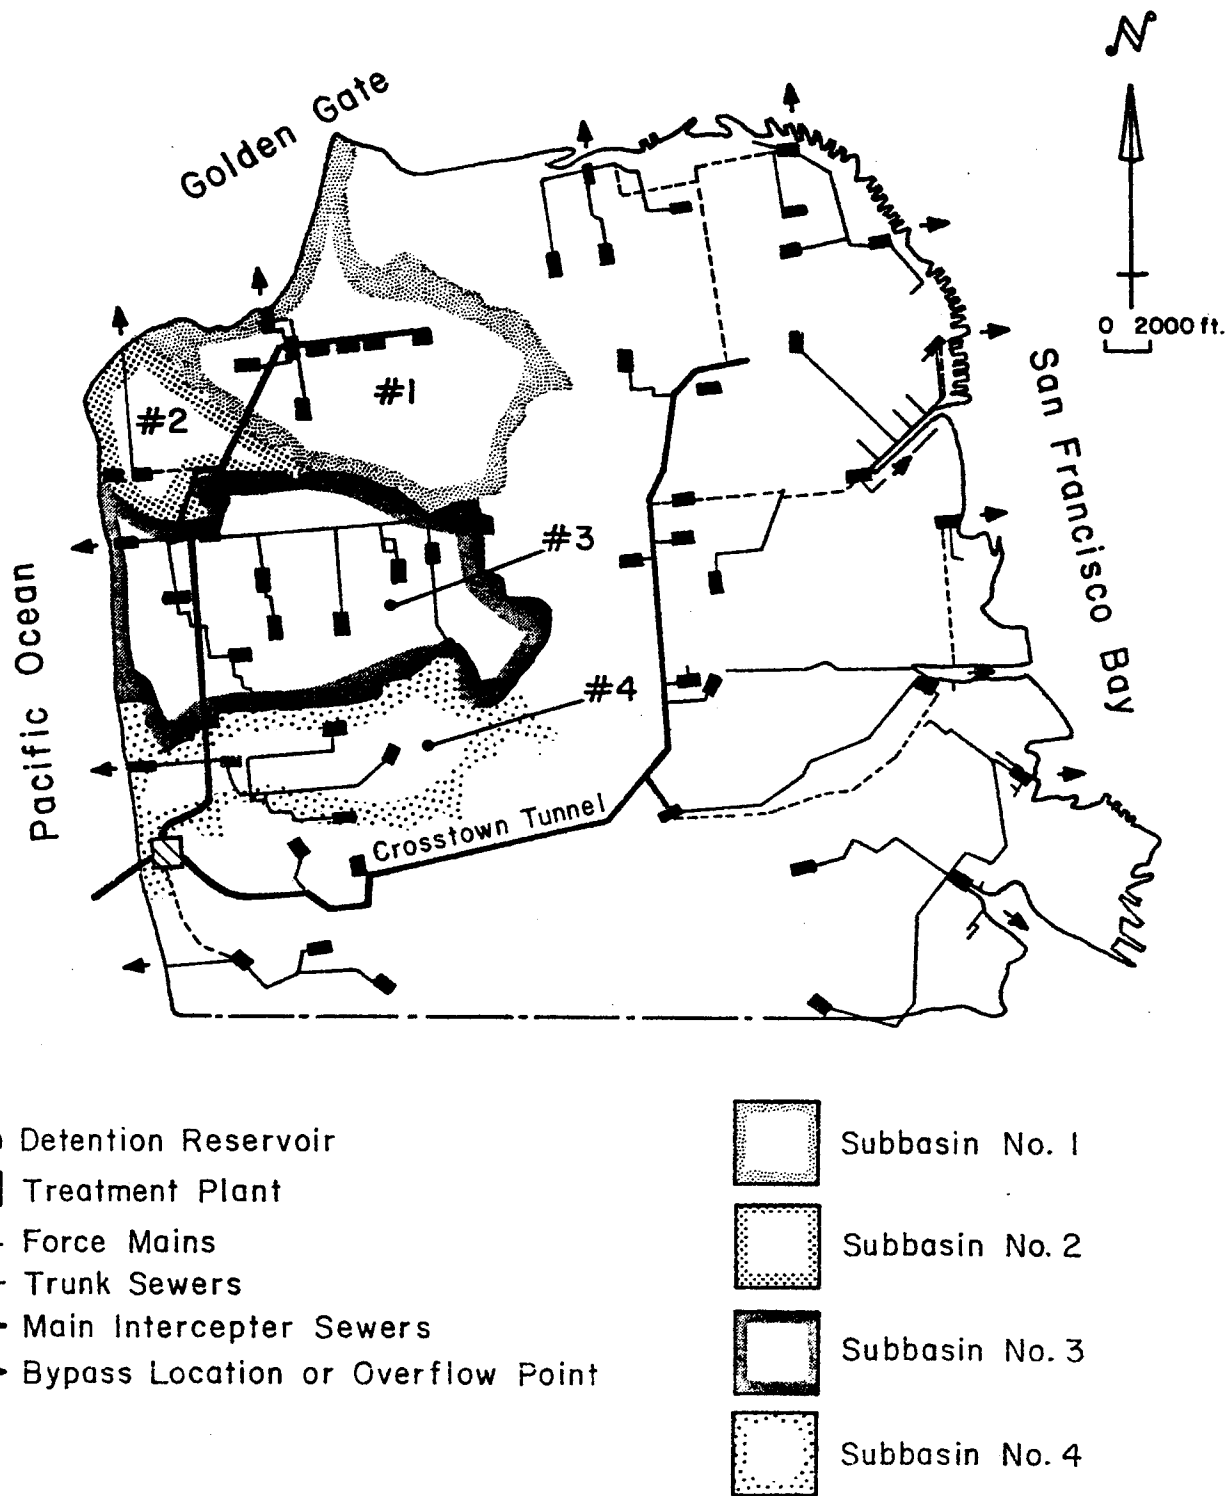 N
Golden Gate
0 2000 ft.
San Francisco Bay
#1
#2
#3
Pacific Ocean
#4
Crosstown Tunnel
Detention Reservoir
Treatment Plant
Force Mains
Trunk Sewers
Main Intercepter Sewers
Bypass Location or Overflow Point
Subbasin No. 1
Subbasin No. 2
Subbasin No. 3
Subbasin No. 4